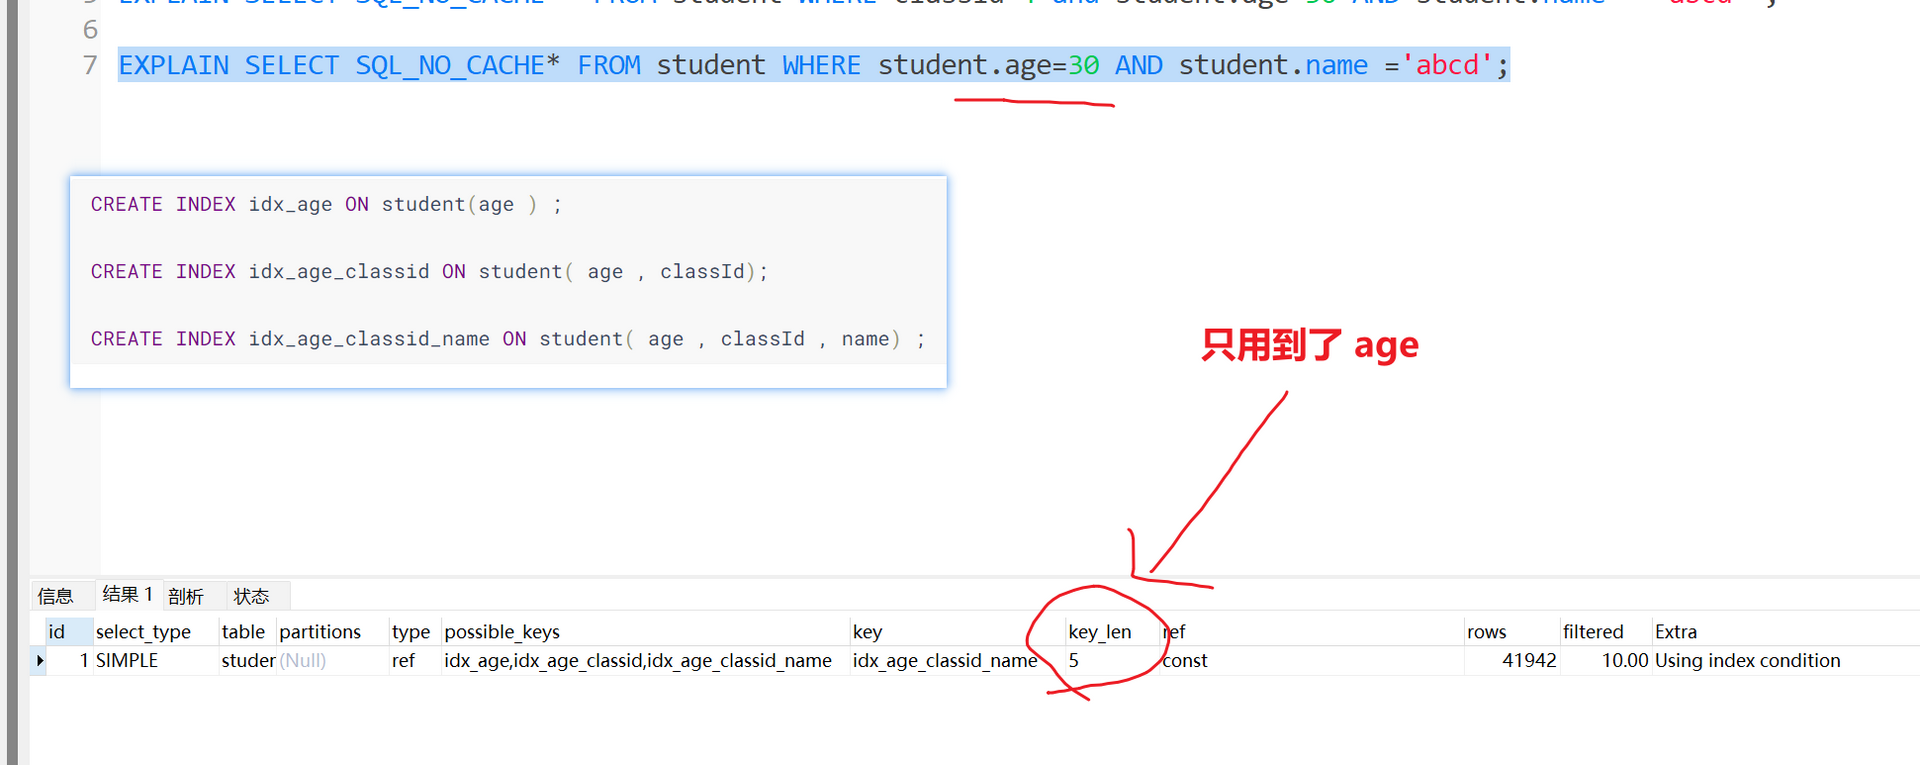 6
7 EXPLAIN SELECT SQL_NO_CACHE* FROM student WHERE student.age=30 AND student.name ='abcd';
CREATE INDEX idx_age ON student(age ) ;
CREATE INDEX idx_age_classid ON student( age , classId);
CREATE INDEX idx_age_classid_name ON student( age , classId , name) ;
只用到了 age
信息 结果 1 剖析 状态
id select_type table partitions type possible_keys key key_len ref rows filtered Extra
1 SIMPLE studer (Null) ref idx_age,idx_age_classid,idx_age_classid_name idx_age_classid_name 5 const 41942 10.00 Using index condition